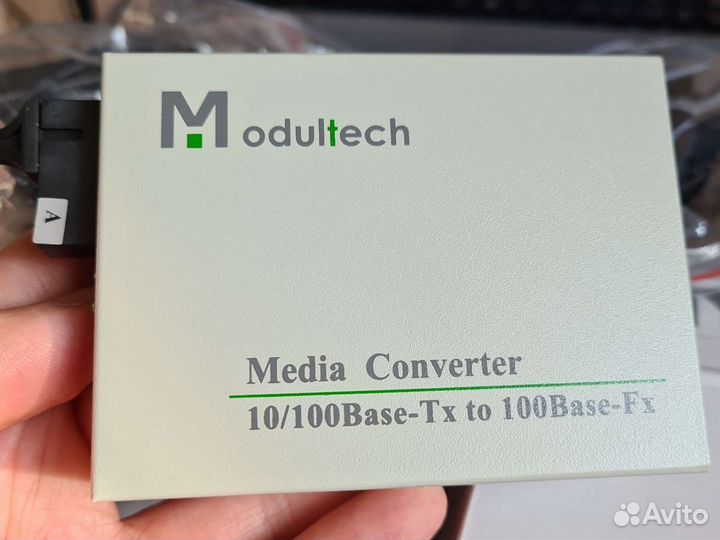 Modultech
A
Media Converter
10/100Base-Tx to 100Base-Fx
Avito